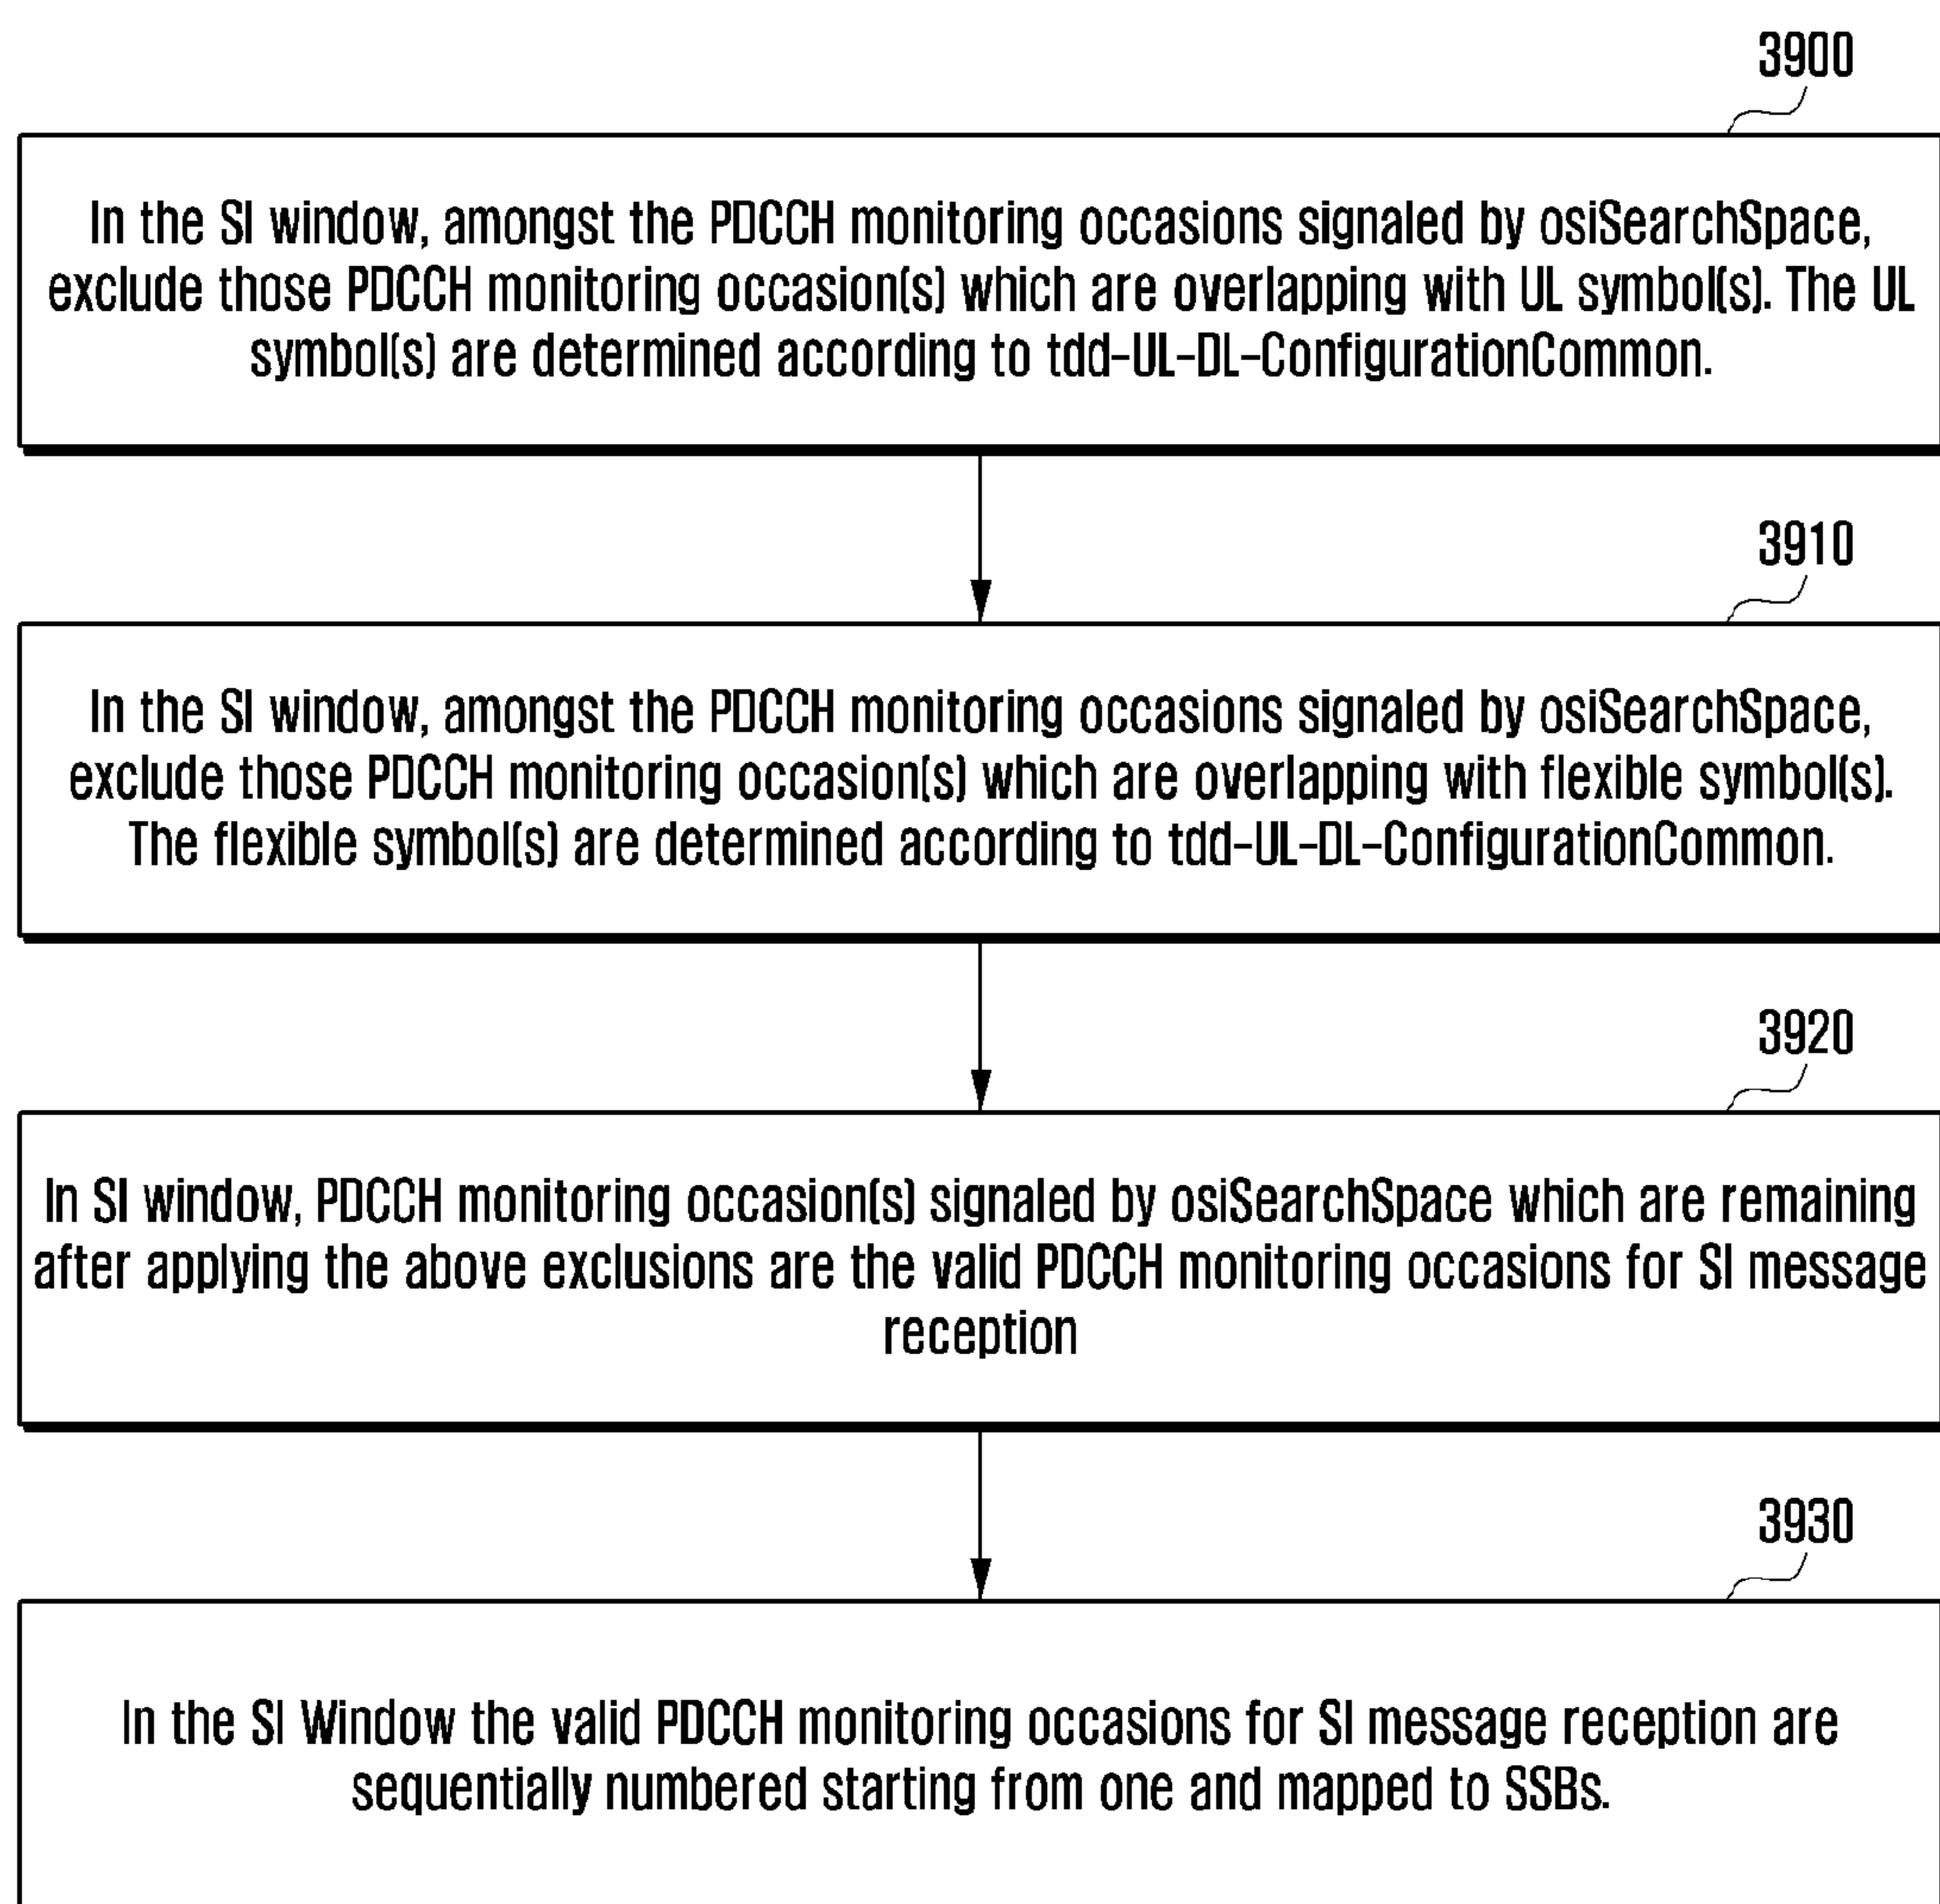 3900
In the SI window, amongst the PDCCH monitoring occasions signaled by osiSearchSpace,
exclude those PDCCH monitoring occasion(s) which are overlapping with UL symbol(s). The UL
symbol(s) are determined according to tdd-UL-DL-ConfigurationCommon.
3910
In the SI window, amongst the PDCCH monitoring occasions signaled by osiSearchSpace,
exclude those PDCCH monitoring occasion(s) which are overlapping with flexible symbol(s).
The flexible symbol(s) are determined according to tdd-UL-DL-ConfigurationCommon.
3920
In SI window, PDCCH monitoring occasion(s) signaled by osiSearchSpace which are remaining
after applying the above exclusions are the valid PDCCH monitoring occasions for SI message
reception
3930
In the SI Window the valid PDCCH monitoring occasions for SI message reception are
sequentially numbered starting from one and mapped to SSBs.